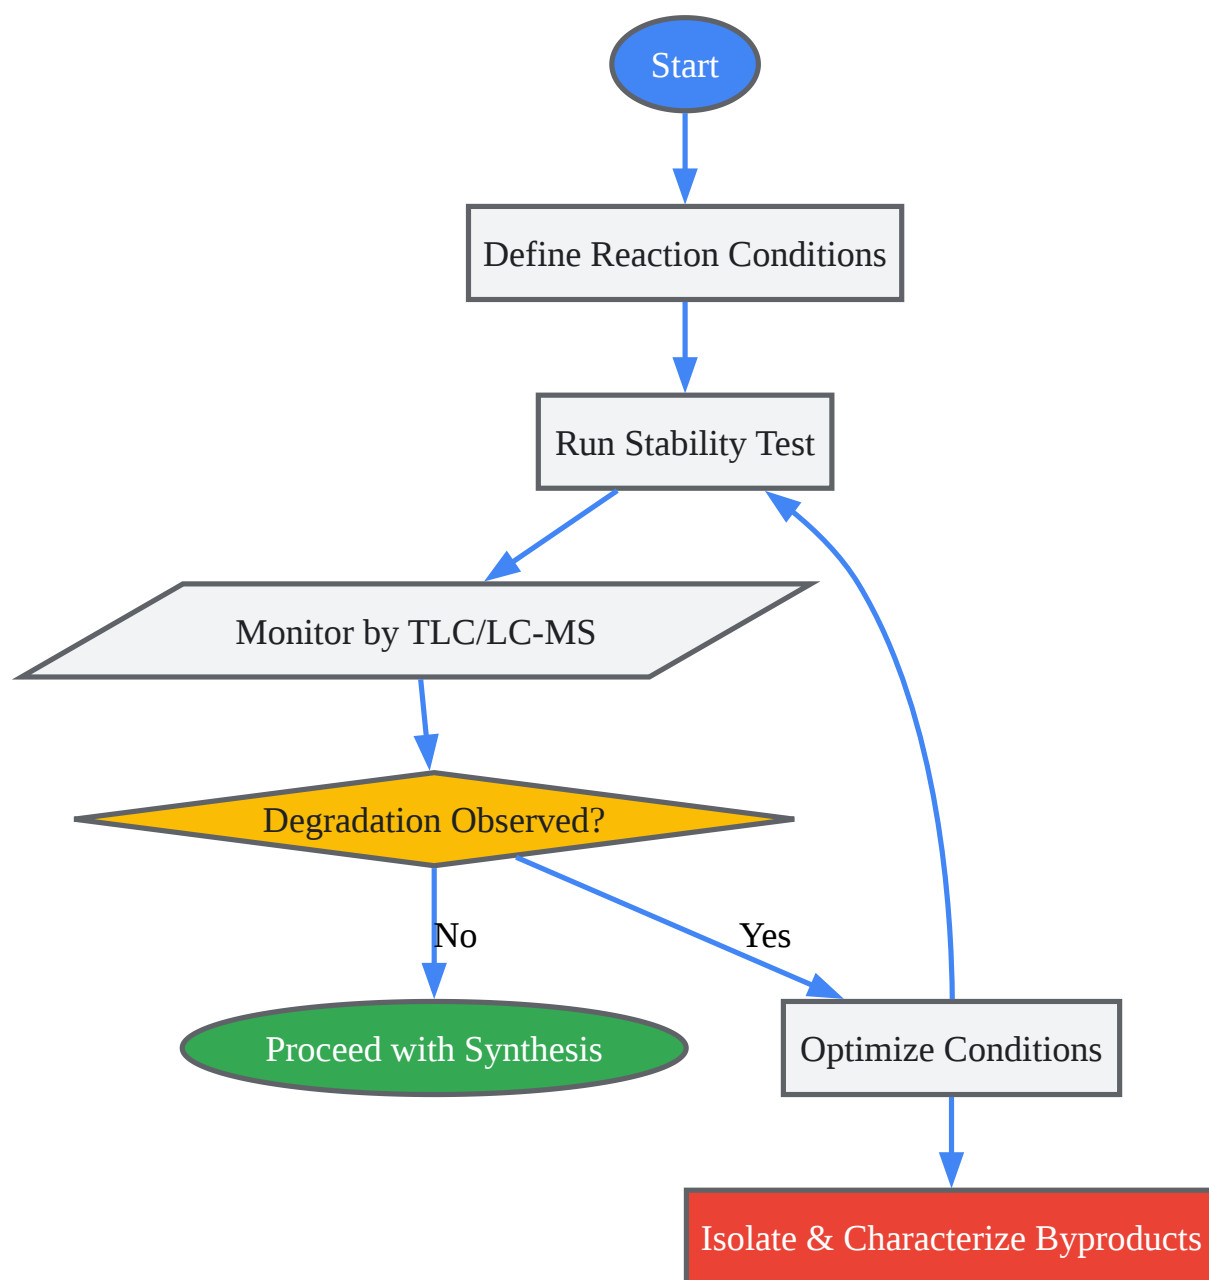 Start
Define Reaction Conditions
Run Stability Test
Monitor by TLC/LC-MS
Degradation Observed?
No
Yes
Proceed with Synthesis
Optimize Conditions
Isolate & Characterize Byproducts